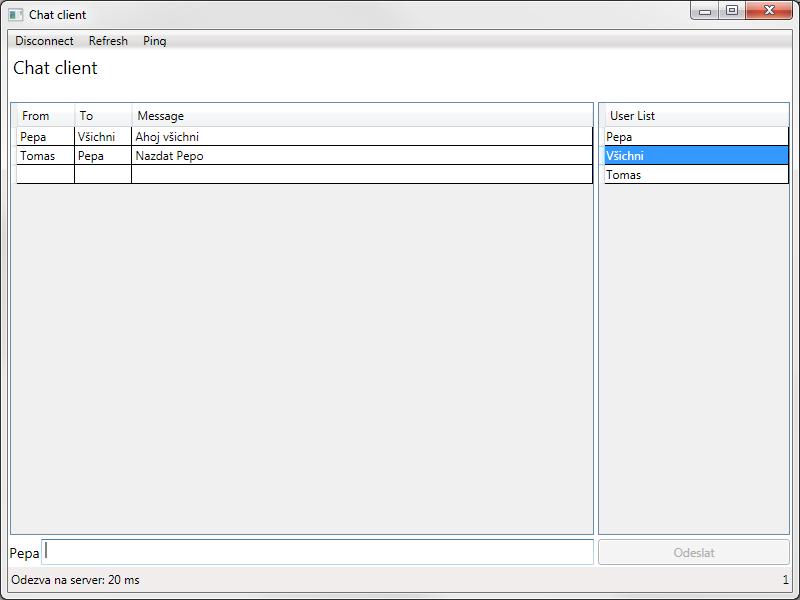 Chat client
Disconnect Refresh Ping
Chat client
From To Message
Pepa Všichni Ahoj všichni
Tomas Pepa Nazdat Pepo
User List
Pepa
Všichni
Tomas
Pepa
Odeslat
Odezva na server: 20 ms
1